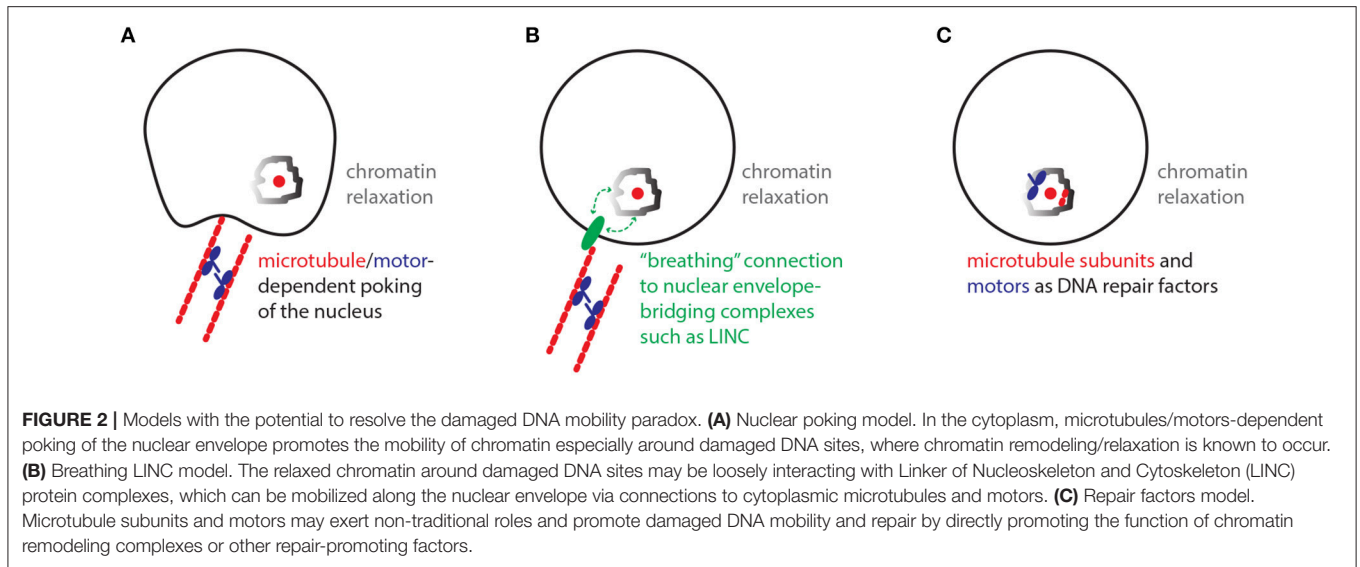 A
B
C
chromatin
relaxation
microtubule/motor-
dependent poking
of the nucleus
chromatin
relaxation
"breathing" connection
to nuclear envelope-
bridging complexes
such as LINC
chromatin
relaxation
microtubule subunits and
motors as DNA repair factors
FIGURE 2 | Models with the potential to resolve the damaged DNA mobility paradox. (A) Nuclear poking model. In the cytoplasm, microtubules/motors-dependent
poking of the nuclear envelope promotes the mobility of chromatin especially around damaged DNA sites, where chromatin remodeling/relaxation is known to occur.
(B) Breathing LINC model. The relaxed chromatin around damaged DNA sites may be loosely interacting with Linker of Nucleoskeleton and Cytoskeleton (LINC)
protein complexes, which can be mobilized along the nuclear envelope via connections to cytoplasmic microtubules and motors. (C) Repair factors model.
Microtubule subunits and motors may exert non-traditional roles and promote damaged DNA mobility and repair by directly promoting the function of chromatin
remodeling complexes or other repair-promoting factors.